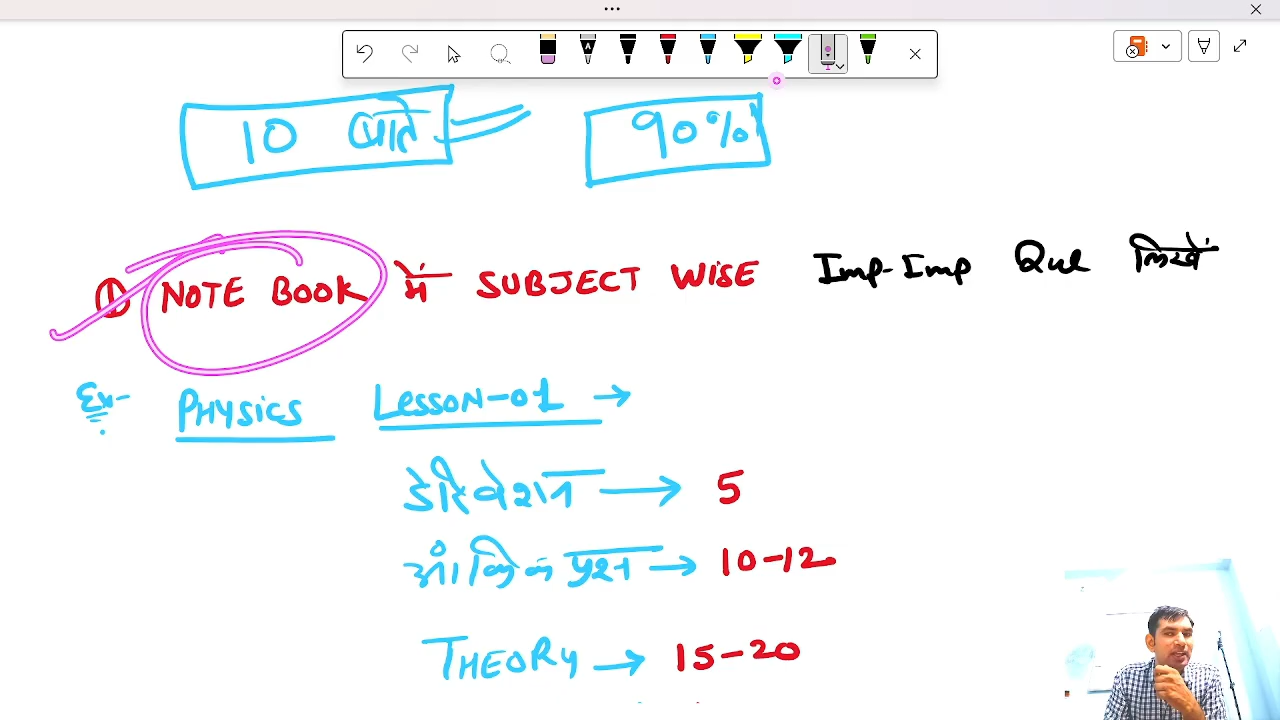 10 बातें 90%
① NOTE BOOK में SUBJECT WISE Imp-Imp Que लिखें
Ex- PHYSICS LESSON-01 →
डेरिवेशन → 5
आंकिक प्रश्न → 10-12
THEORY → 15-20